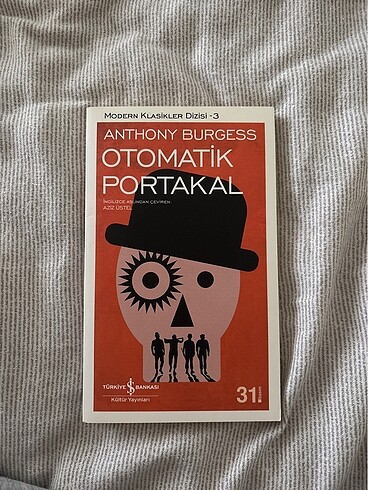 MODERN KLASİKLER DİZİSİ -3
ANTHONY BURGESS
OTOMATİK
PORTAKAL
İNGİLİZCE ASLINDAN ÇEVİREN:
AZİZ ÜSTEL
TÜRKİYE İŞ BANKASI
Kültür Yayınları
31. BASIM